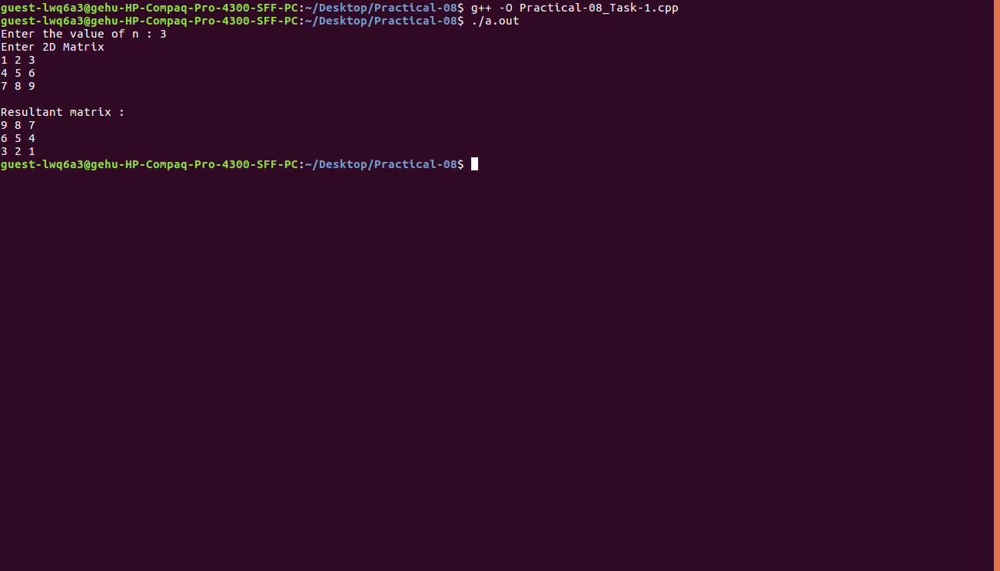 guest-lwq6a3@gehu-HP-Compaq-Pro-4300-SFF-PC:~/Desktop/Practical-08$ g++ -O Practical-08_Task-1.cpp
guest-lwq6a3@gehu-HP-Compaq-Pro-4300-SFF-PC:~/Desktop/Practical-08$ ./a.out
Enter the value of n : 3
Enter 2D Matrix
1 2 3
4 5 6
7 8 9
Resultant matrix :
9 8 7
6 5 4
3 2 1
guest-lwq6a3@gehu-HP-Compaq-Pro-4300-SFF-PC:~/Desktop/Practical-08$